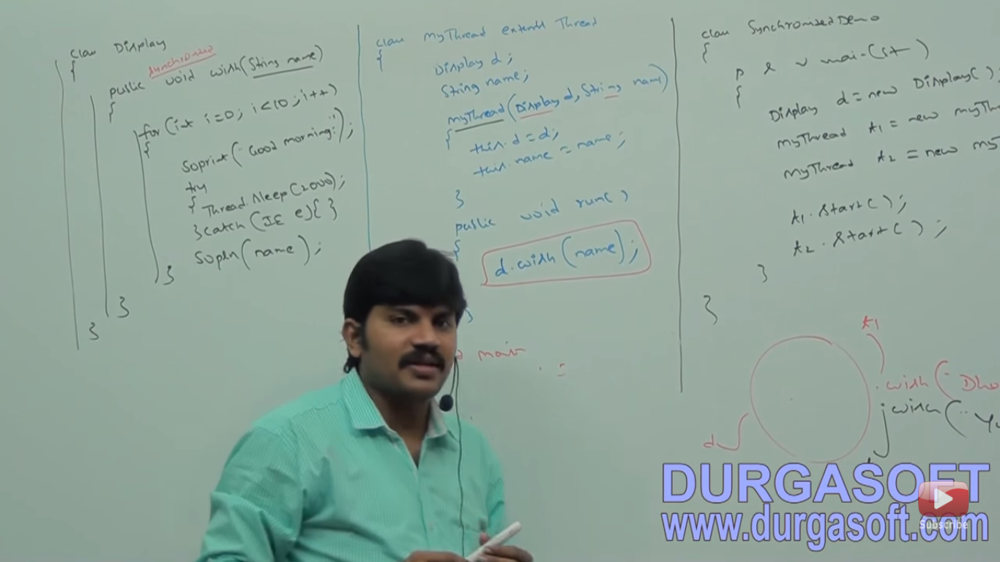 class Display
{
synchronized
public void wish(String name)
{
for(int i=0; i<10; i++)
{
Soprint("Good morning:");
try
{
Thread.sleep(2000);
}catch(IE e){ }
Sopln(name);
}
}
}
class MyThread extends Thread
{
Display d;
String name;
MyThread(Display d, String name)
{
this.d=d;
this.name=name;
}
public void run()
{
d.wish(name);
}
main
class SynchronizedDemo
{
p s v main(St )
{
Display d=new Display();
MyThread t1=new MyTh
MyThread t2=new MyT
t1.start();
t2.start();
}
}
t1
.wish("Dho
.wish("Yu
d
DURGASOFT
www.durgasoft.com
Subscribe